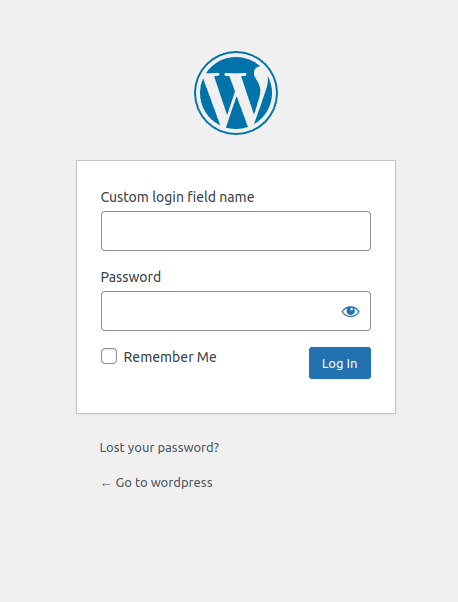 Custom login field name
Password
Remember Me
Log In
Lost your password?
← Go to wordpress